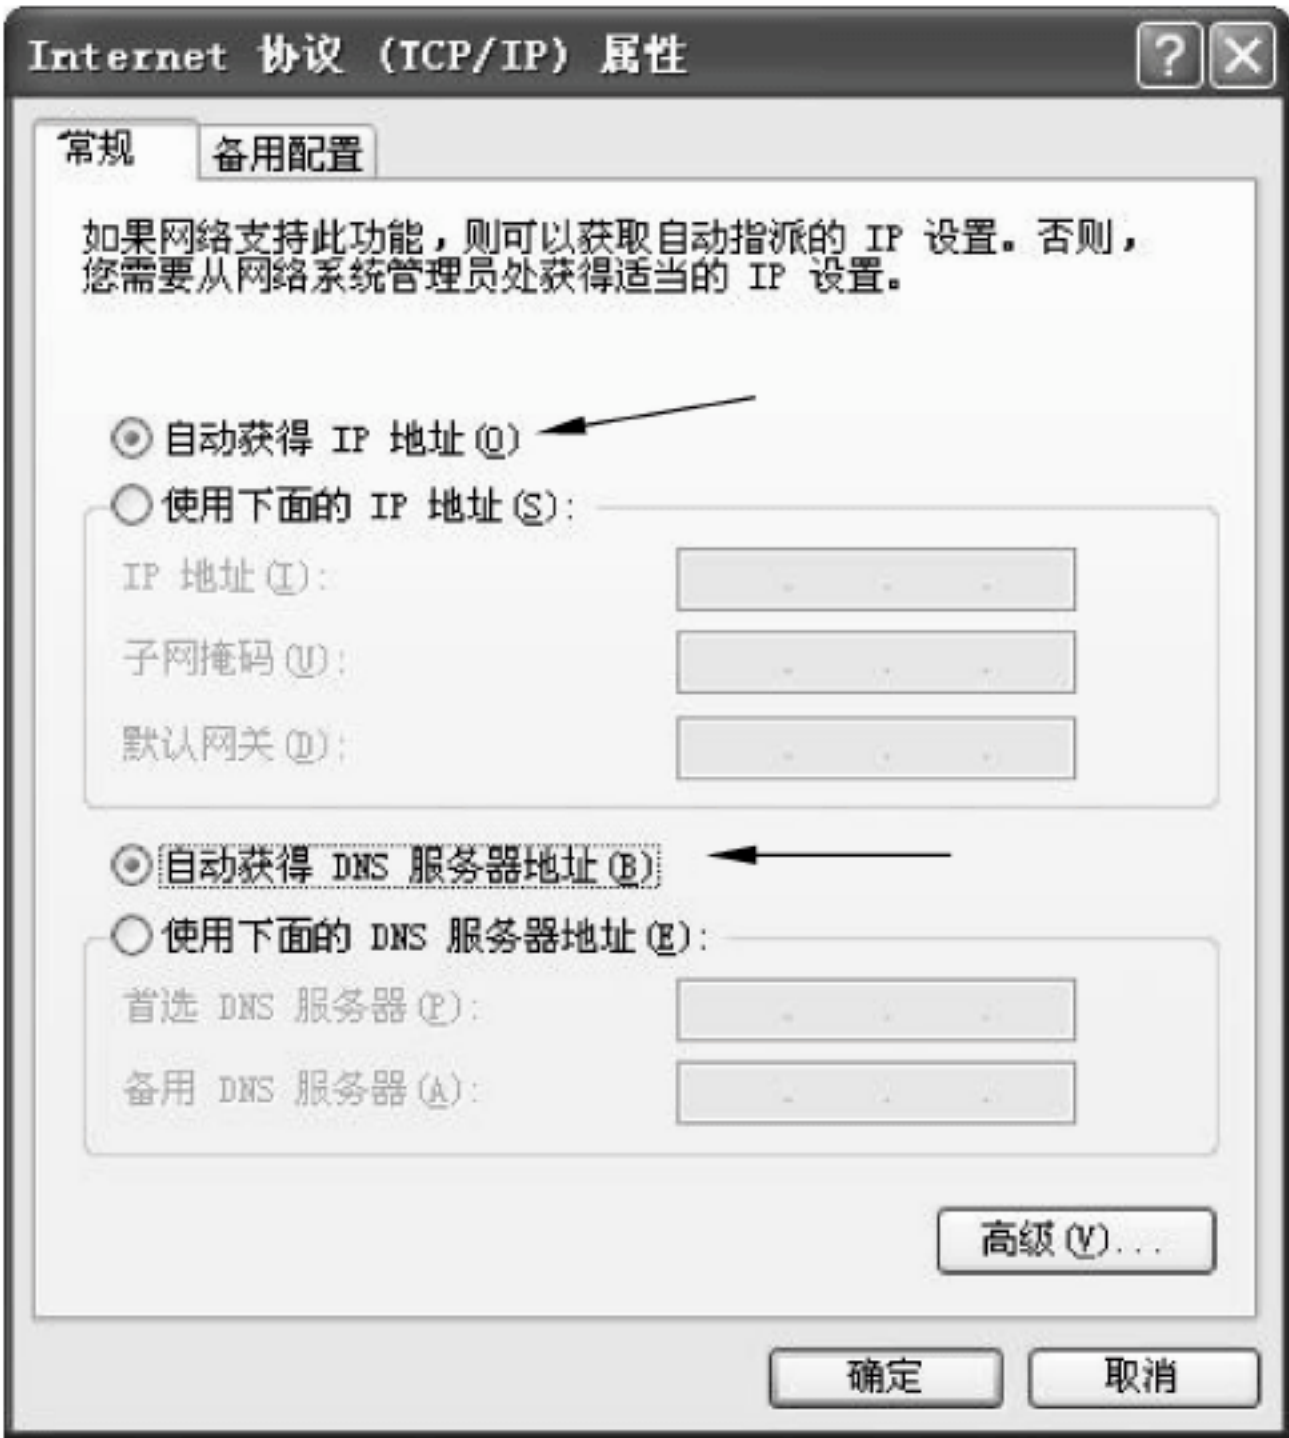 Internet 协议 (TCP/IP) 属性
常规
备用配置
如果网络支持此功能，则可以获取自动指派的 IP 设置。否则，
您需要从网络系统管理员处获得适当的 IP 设置。
自动获得 IP 地址(O)
使用下面的 IP 地址(S):
IP 地址(I):
子网掩码(U):
默认网关(D):
自动获得 DNS 服务器地址(B)
使用下面的 DNS 服务器地址(E):
首选 DNS 服务器(P):
备用 DNS 服务器(A):
高级(V)...
确定
取消